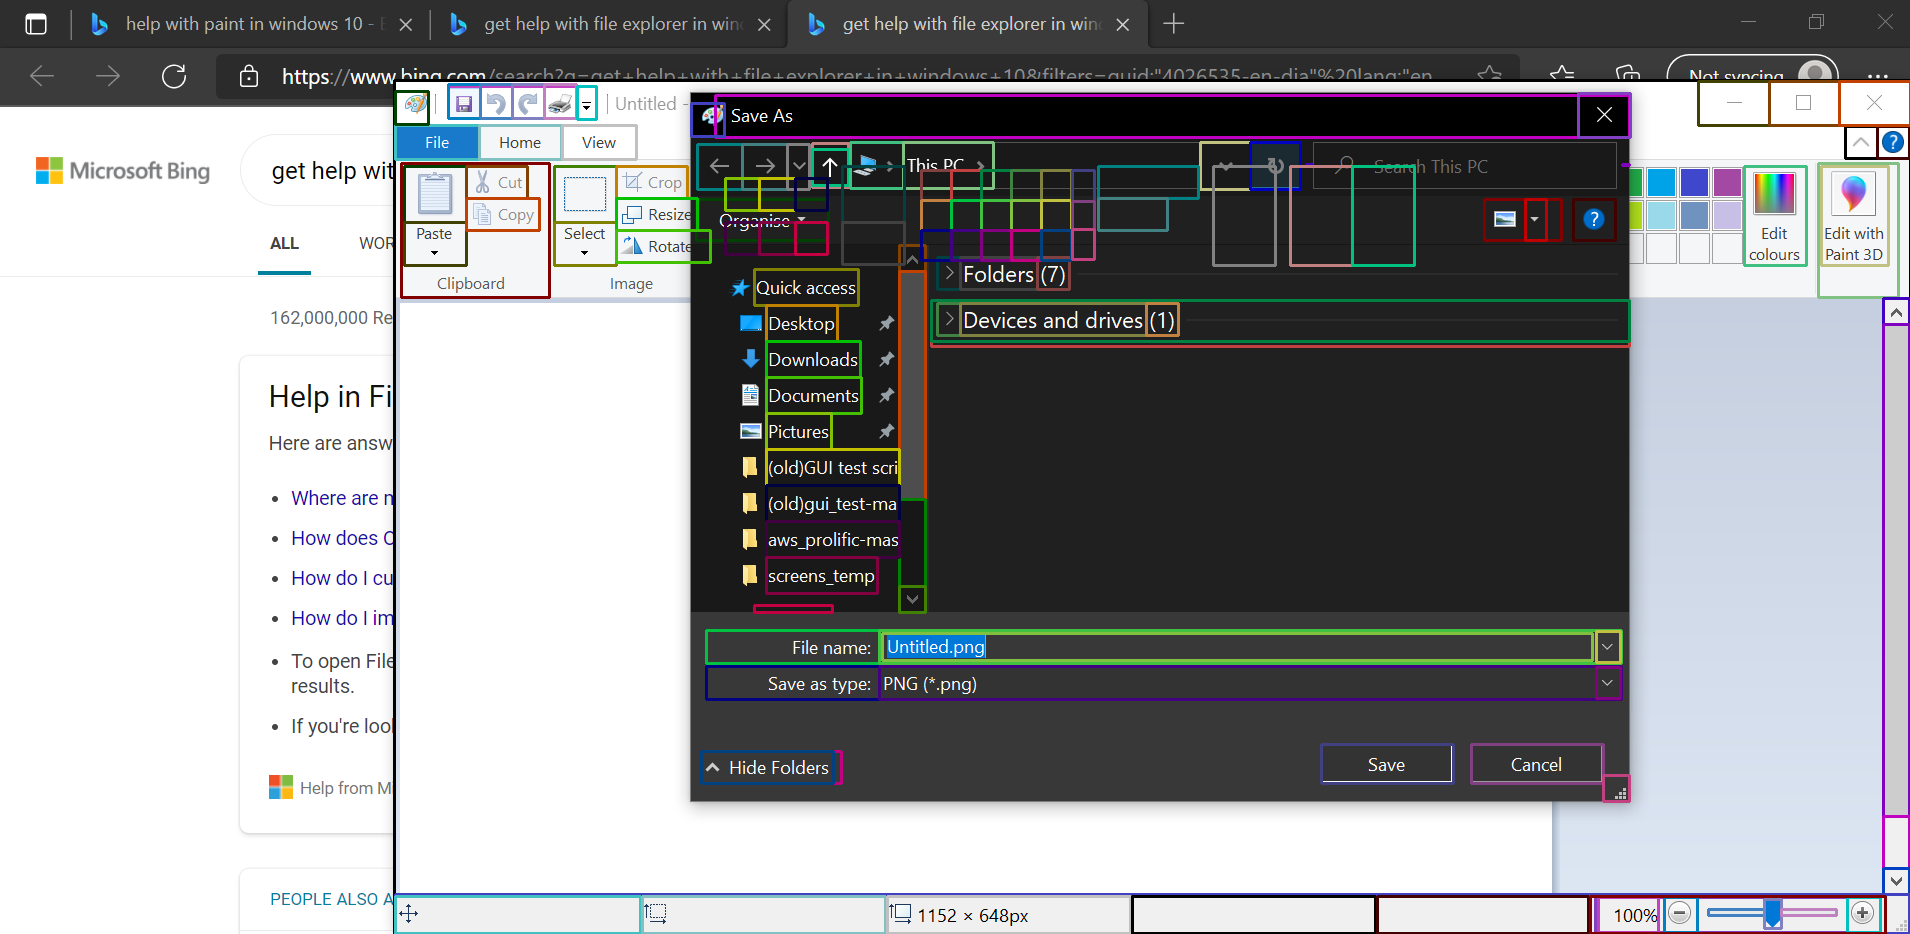 help with paint in windows 10 -
get help with file explorer in win
get help with file explorer in win
https://www.bing.com/search?q=get+help+with+file+explorer+in+windows+10&filters=guid:"4026535-en-dia"%20lang:"en
Not syncing
Microsoft Bing
get help wit
ALL
WOR
162,000,000 Re
Help in Fi
Here are answ
Where are n
How does C
How do I cu
How do I im
To open File
results.
If you're lool
Help from Mi
PEOPLE ALSO A
Untitled -
File
Home
View
Paste
Cut
Copy
Clipboard
Select
Crop
Resize
Rotate
Image
Edit
colours
Edit with
Paint 3D
Save As
This PC
Search This PC
Organise
Quick access
Desktop
Downloads
Documents
Pictures
(old)GUI test scri
(old)gui_test-ma
aws_prolific-mas
screens_temp
Folders (7)
Devices and drives (1)
File name:
Untitled.png
Save as type:
PNG (*.png)
Hide Folders
Save
Cancel
1152 × 648px
100%